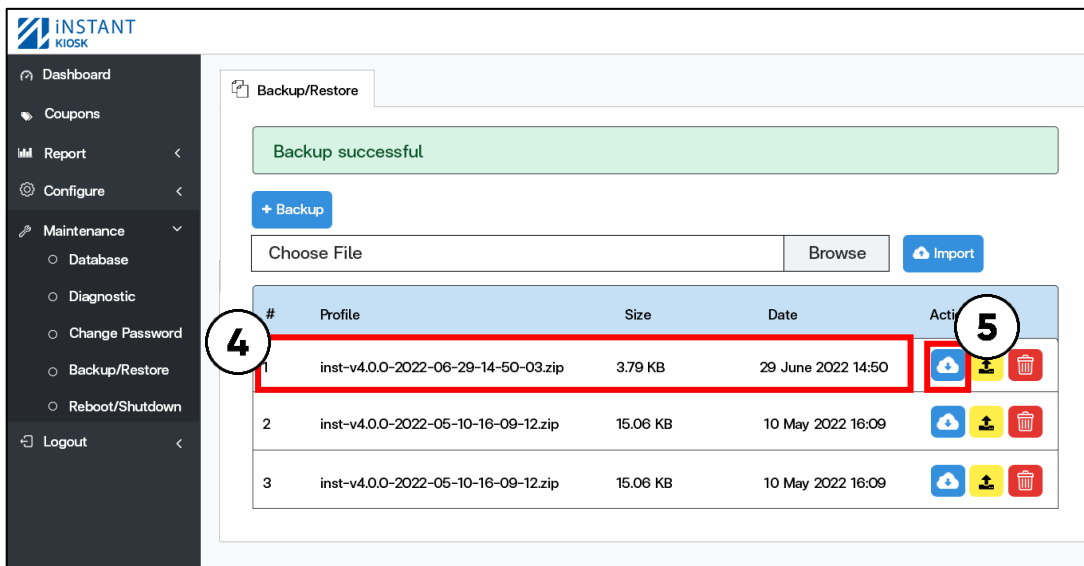 iNSTANT
KIOSK
Dashboard
Coupons
Report
Configure
Maintenance
Database
Diagnostic
Change Password
Backup/Restore
Reboot/Shutdown
Logout
Backup/Restore
Backup successful
+ Backup
Choose File Browse Import
# Profile Size Date
4 5
1 inst-v4.0.0-2022-06-29-14-50-03.zip 3.79 KB 29 June 2022 14:50
2 inst-v4.0.0-2022-05-10-16-09-12.zip 15.06 KB 10 May 2022 16:09
3 inst-v4.0.0-2022-05-10-16-09-12.zip 15.06 KB 10 May 2022 16:09